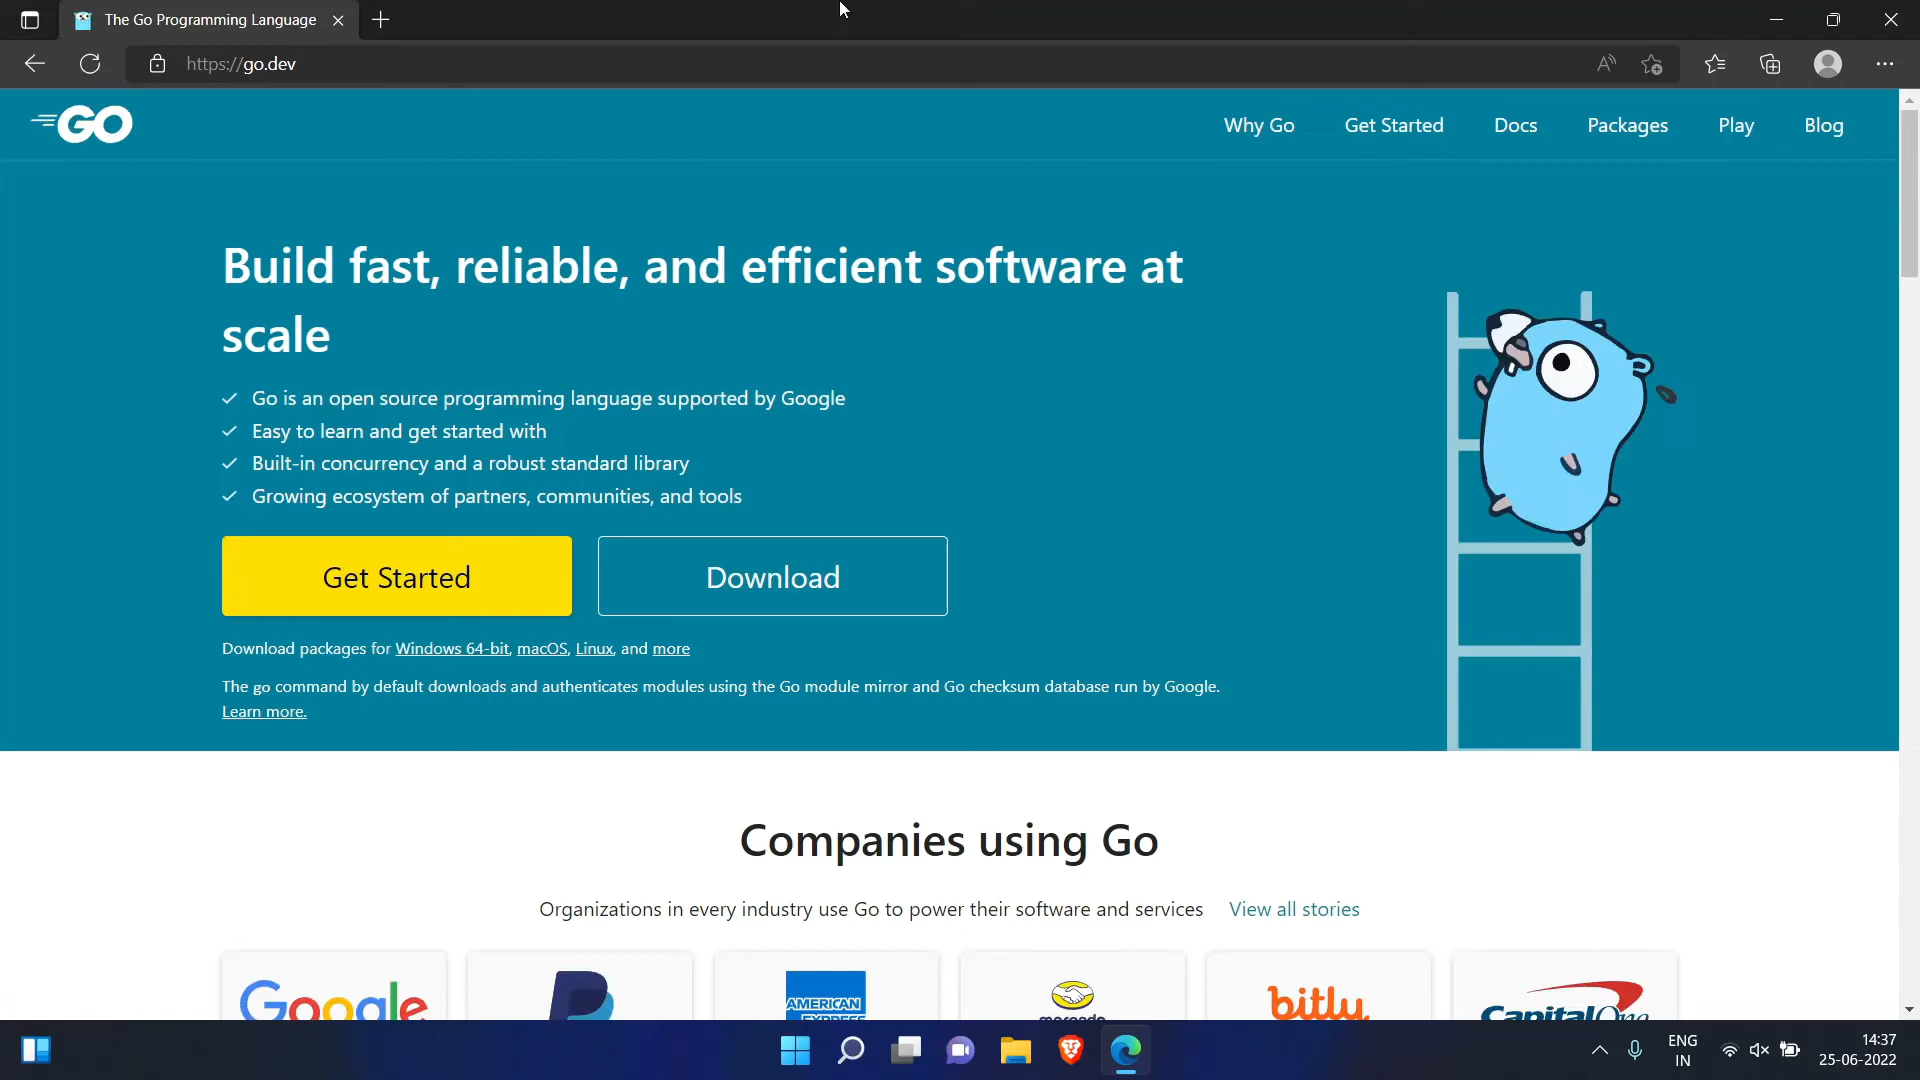 The Go Programming Language
https://go.dev
GO
Why Go
Get Started
Docs
Packages
Play
Blog
Build fast, reliable, and efficient software at
scale
Go is an open source programming language supported by Google
Easy to learn and get started with
Built-in concurrency and a robust standard library
Growing ecosystem of partners, communities, and tools
Get Started
Download
Download packages for Windows 64-bit, macOS, Linux, and more
The go command by default downloads and authenticates modules using the Go module mirror and Go checksum database run by Google.
Learn more.
Companies using Go
Organizations in every industry use Go to power their software and services View all stories
Google
AMERICAN
EXPRESS
mercado
bitly
Capital One
ENG
IN
14:37
25-06-2022